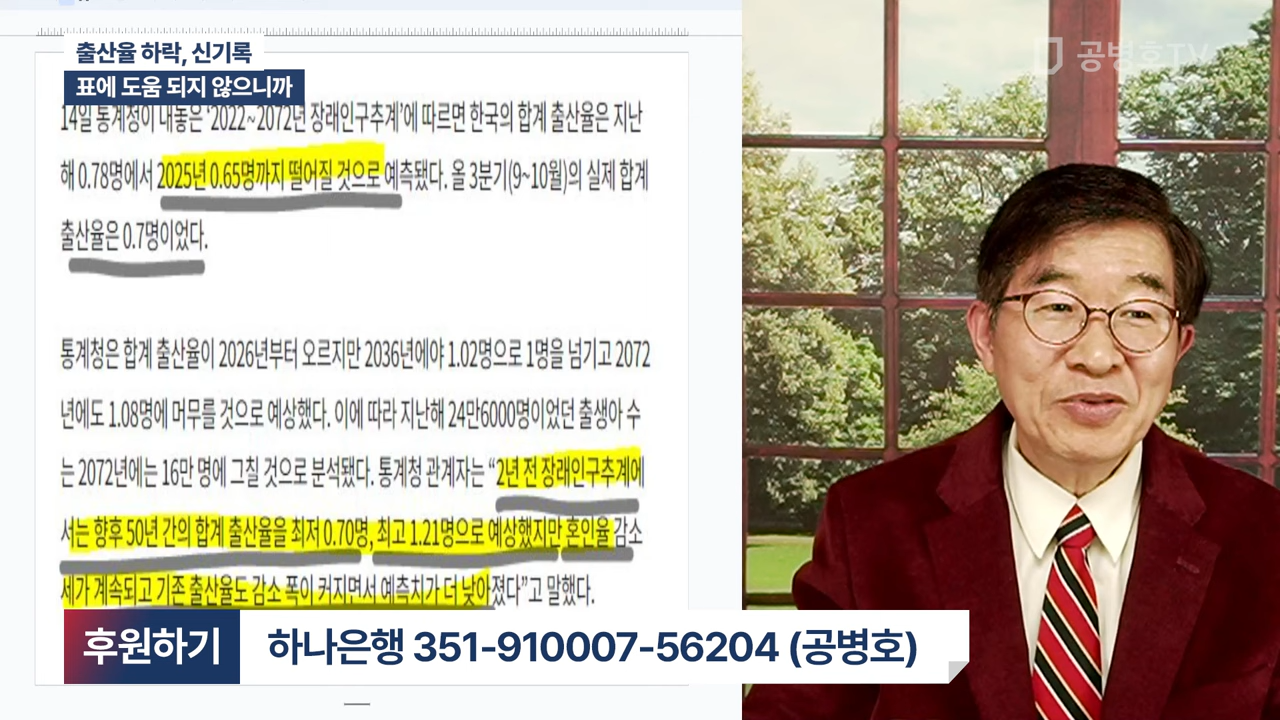 출산율 하락, 신기록
표에 도움 되지 않으니까
14일 통계청이 내놓은 '2022~2072년 장래인구추계'에 따르면 한국의 합계 출산율은 지난
해 0.78명에서 2025년 0.65명까지 떨어질 것으로 예측됐다. 올 3분기(9~10월)의 실제 합계
출산율은 0.7명이었다.
통계청은 합계 출산율이 2026년부터 오르지만 2036년에야 1.02명으로 1명을 넘기고 2072
년에도 1.08명에 머무를 것으로 예상했다. 이에 따라 지난해 24만6000명이었던 출생아 수
는 2072년에는 16만 명에 그칠 것으로 분석됐다. 통계청 관계자는 “2년 전 장래인구추계에
서는 향후 50년 간의 합계 출산율을 최저 0.70명, 최고 1.21명으로 예상했지만 혼인율 감소
세가 계속되고 기존 출산율도 감소 폭이 커지면서 예측치가 더 낮아졌다”고 말했다.
후원하기
하나은행 351-910007-56204 (공병호)
공병호TV